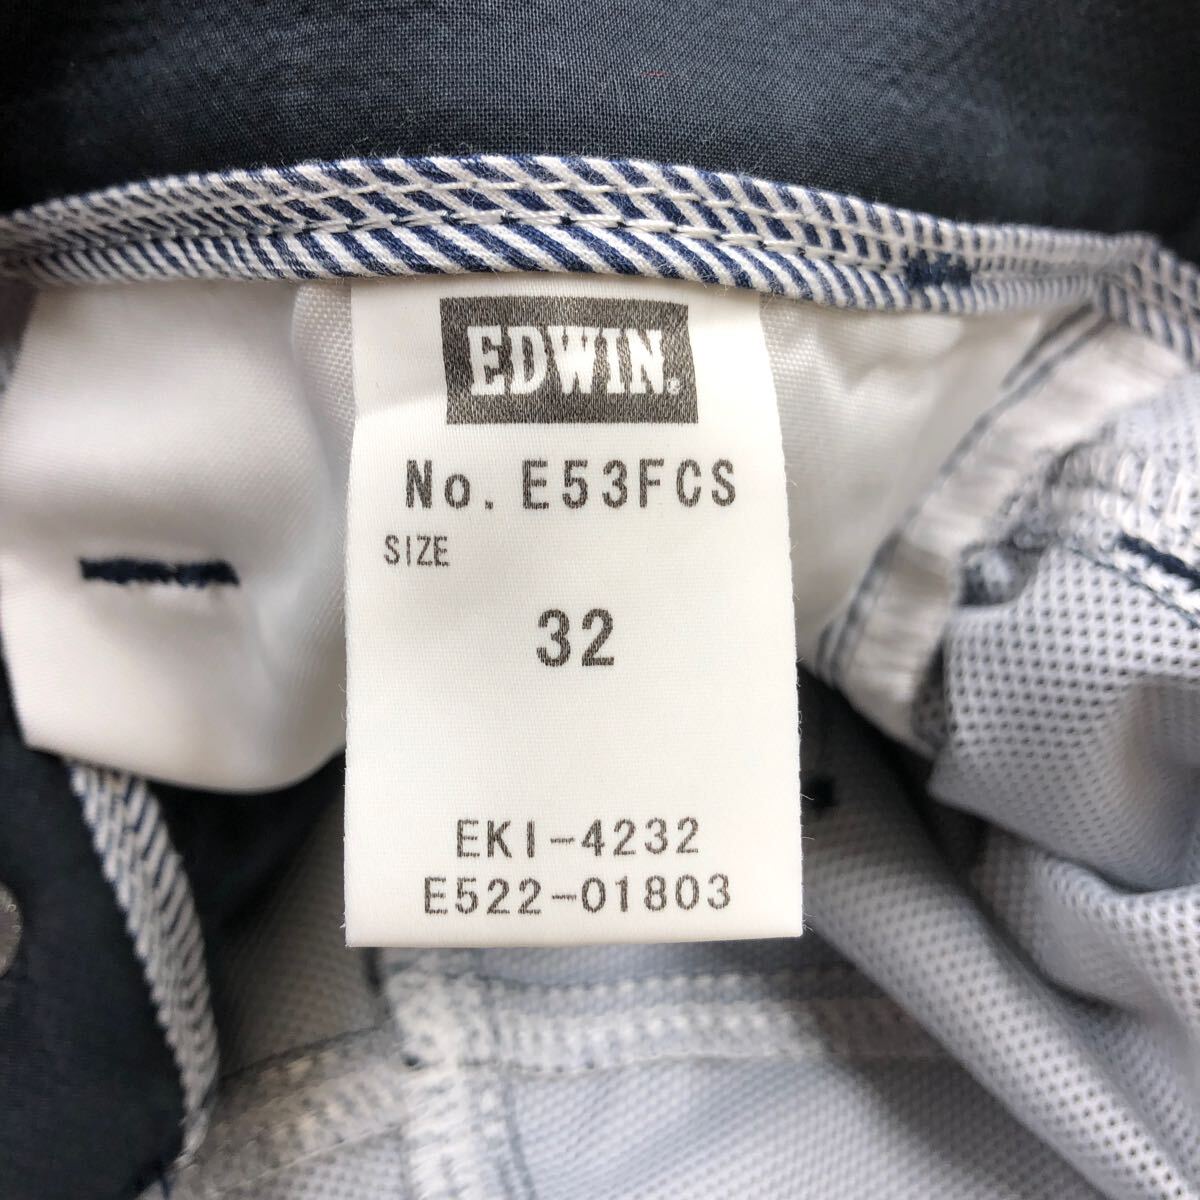 EDWIN®
No. E53FCS
SIZE
32
EKI-4232
E522-01803